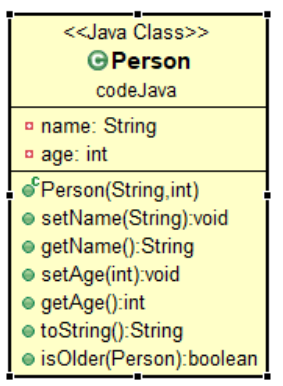 <<Java Class>>
Person
codeJava
name: String
age: int
Person(String,int)
setName(String):void
getName():String
setAge(int):void
getAge():int
toString():String
isOlder(Person):boolean